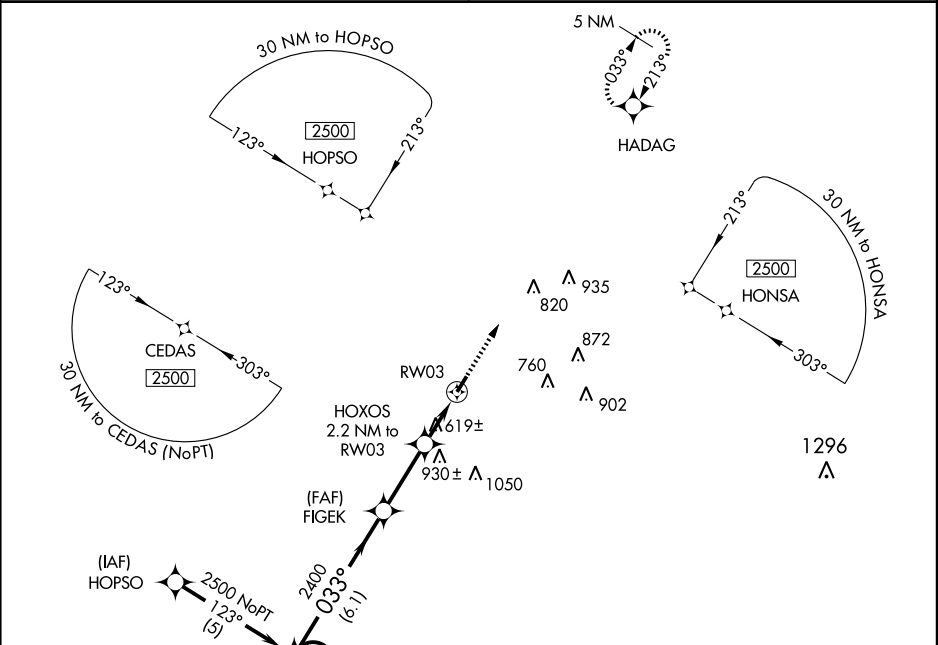 30 NM to HOPSO
123°
2500
HOPSO
213°
5 NM
033°
213°
HADAG
213°
30 NM to HONSA
2500
HONSA
303°
123°
CEDAS
2500
303°
30 NM to CEDAS (NoPT)
820
935
872
760
902
RW03
HOXOS
2.2 NM to
RW03
619±
930±
1050
1296
(FAF)
FIGEK
(IAF)
HOPSO
2500 NoPT
123°
(5)
2400
033°
(6.1)